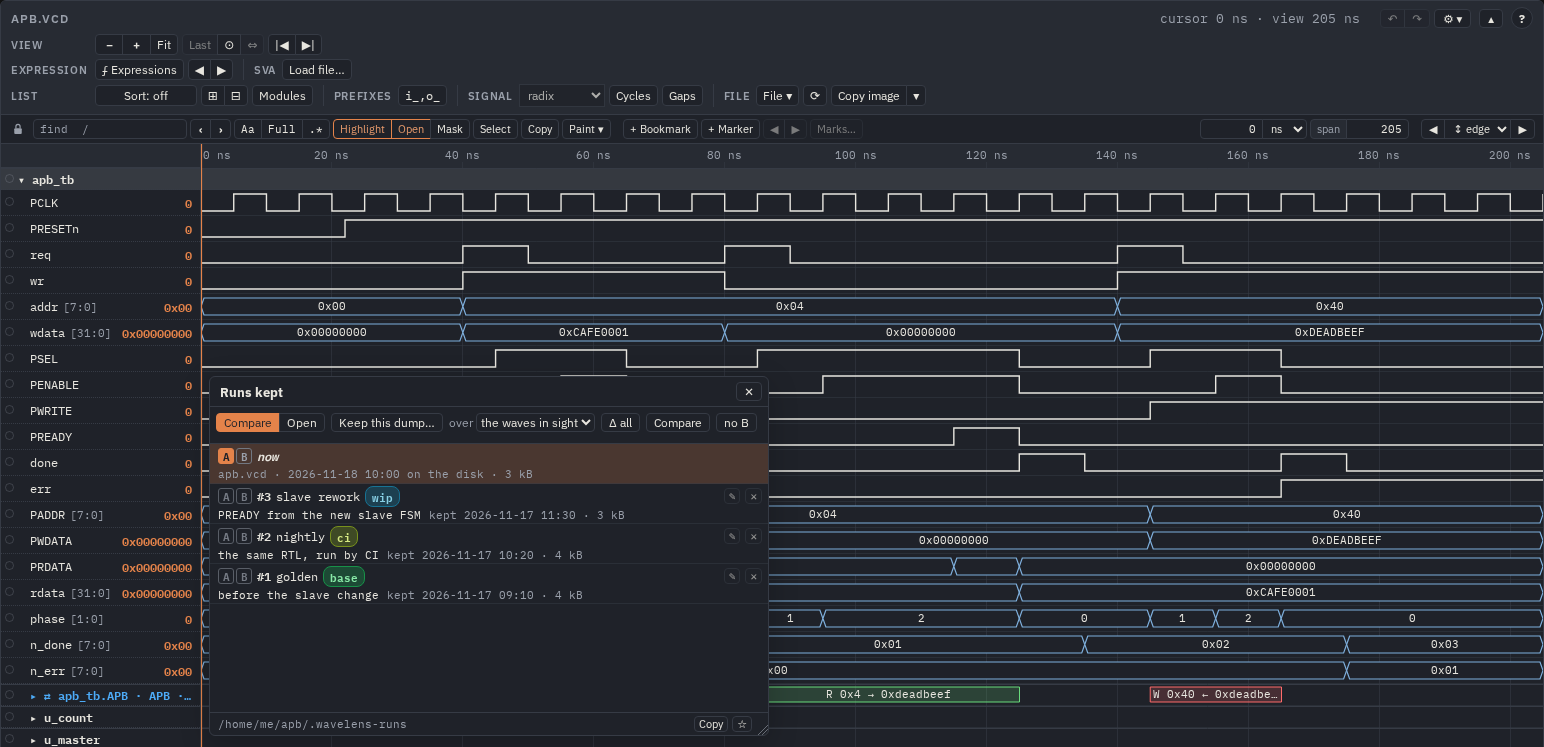 APB.VCD cursor 0 ns · view 205 ns ↶ ↷ ⚙ ▾ ▴ ?
VIEW − + Fit Last ⊙ ⇔ |◀ ▶|
EXPRESSION ⨍ Expressions ◀ ▶ SVA Load file...
LIST Sort: off ⊞ ⊟ Modules PREFIXES i_,o_ SIGNAL radix Cycles Gaps FILE File ▾ ⟳ Copy image ▾
find / ‹ › Aa Full .* Highlight Open Mask Select Copy Paint ▾ + Bookmark + Marker ◀ ▶ Marks... 0 ns span 205 ◀ ↕ edge ▶
0 ns 20 ns 40 ns 60 ns 80 ns 100 ns 120 ns 140 ns 160 ns 180 ns 200 ns
▾ apb_tb
PCLK 0
PRESETn 0
req 0
wr 0
addr [7:0] 0x00 0x00 0x04 0x40
wdata [31:0] 0x00000000 0x00000000 0xCAFE0001 0x00000000 0xDEADBEEF
PSEL 0
PENABLE 0
PWRITE 0
PREADY 0
done 0
err 0
PADDR [7:0] 0x00 0x04 0x40
PWDATA 0x00000000 0x00000000 0xDEADBEEF
PRDATA 0x00000000 0x00000000
rdata [31:0] 0x00000000 0xCAFE0001
phase [1:0] 0 1 2 0 1 2 0
n_done [7:0] 0x00 0x01 0x02 0x03
n_err [7:0] 0x00 x00 0x01
▸ ⇄ apb_tb.APB · APB ·… R 0x4 → 0xdeadbeef W 0x40 ← 0xdeadbe…
▸ u_count
▸ u_master
Runs kept ✕
Compare Open Keep this dump... over the waves in sight Δ all Compare no B
A B now
apb.vcd · 2026-11-18 10:00 on the disk · 3 kB
A B #3 slave rework wip ✎ ✕
PREADY from the new slave FSM kept 2026-11-17 11:30 · 3 kB
A B #2 nightly ci ✎ ✕
the same RTL, run by CI kept 2026-11-17 10:20 · 4 kB
A B #1 golden base ✎ ✕
before the slave change kept 2026-11-17 09:10 · 4 kB
/home/me/apb/.wavelens-runs Copy ☆